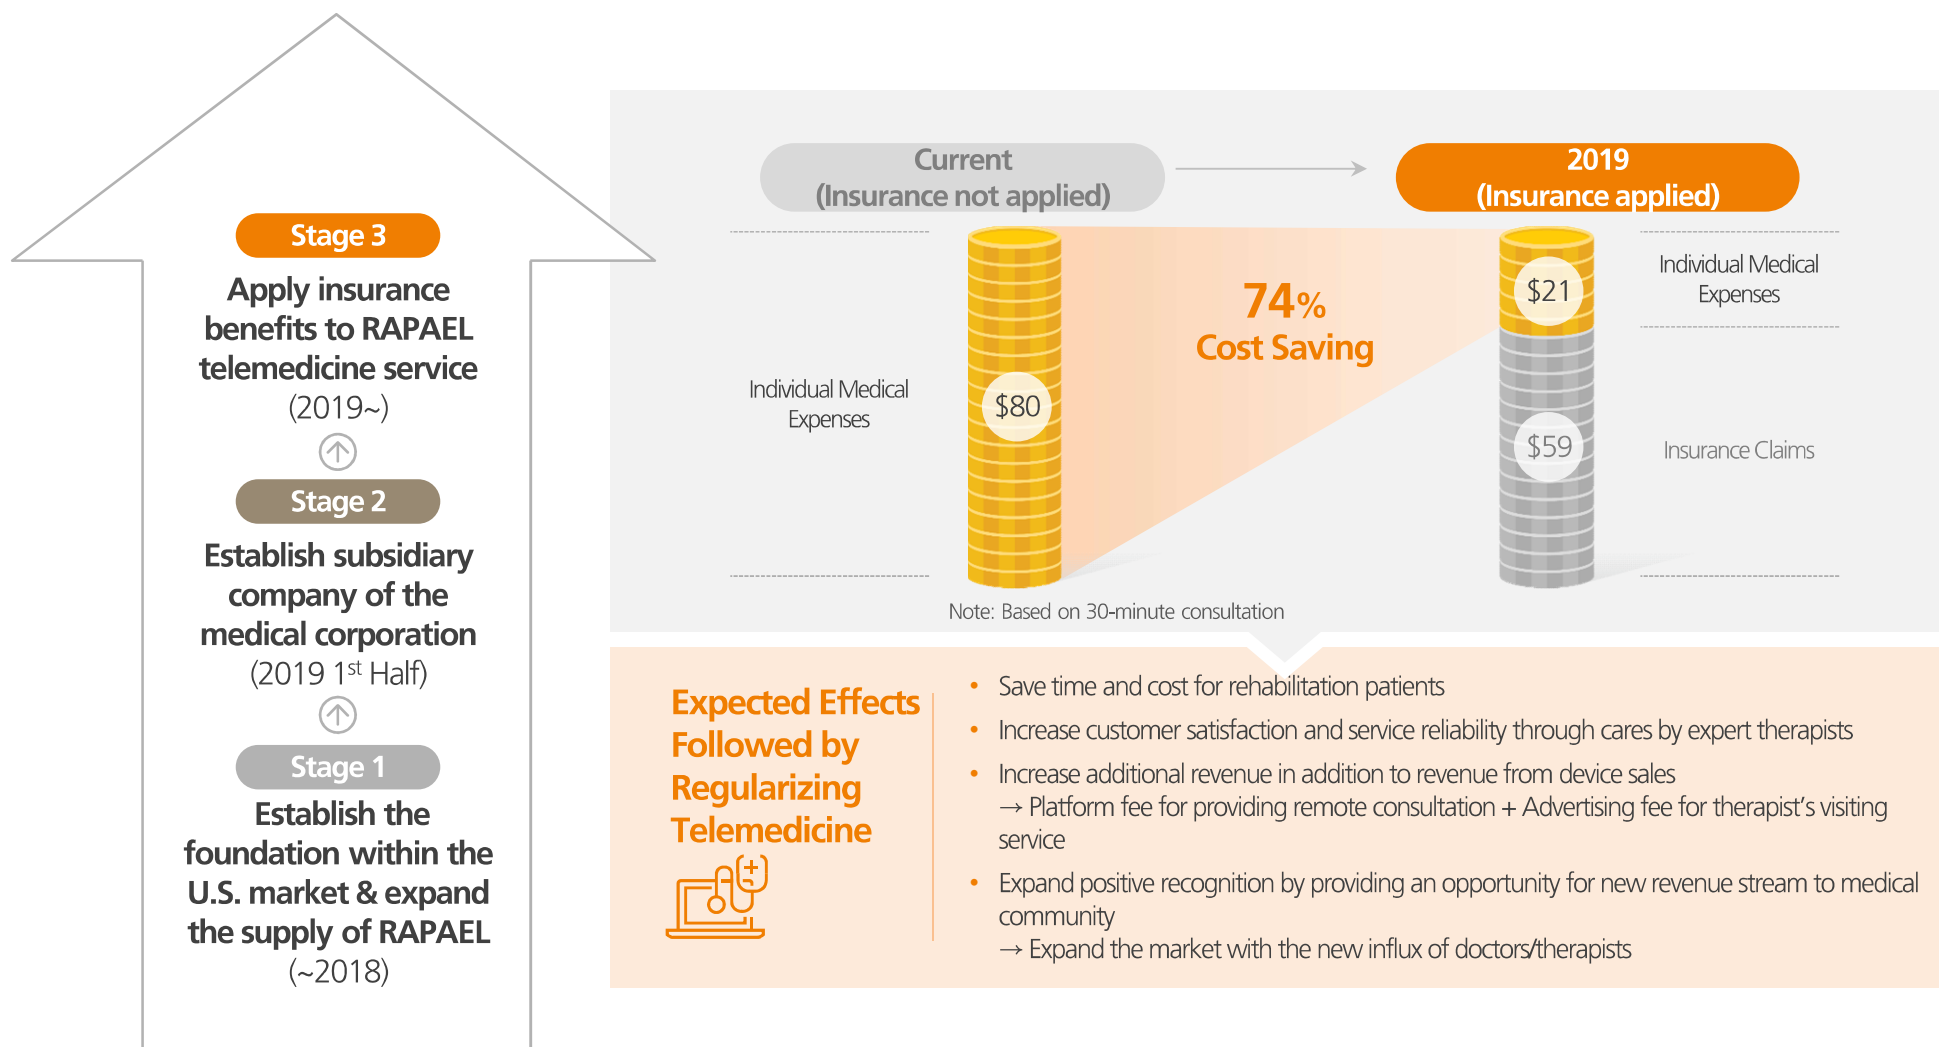 Stage 3
Apply insurance
benefits to RAPAEL
telemedicine service
(2019~)
Stage 2
Establish subsidiary
company of the
medical corporation
(2019 1st Half)
Stage 1
Establish the
foundation within the
U.S. market & expand
the supply of RAPAEL
(~2018)
Current
(Insurance not applied)
2019
(Insurance applied)
Individual Medical
Expenses
$80
74%
Cost Saving
$21
Individual Medical
Expenses
$59
Insurance Claims
Note: Based on 30-minute consultation
Expected Effects
Followed by
Regularizing
Telemedicine
• Save time and cost for rehabilitation patients
• Increase customer satisfaction and service reliability through cares by expert therapists
• Increase additional revenue in addition to revenue from device sales
→ Platform fee for providing remote consultation + Advertising fee for therapist’s visiting
service
• Expand positive recognition by providing an opportunity for new revenue stream to medical
community
→ Expand the market with the new influx of doctors/therapists